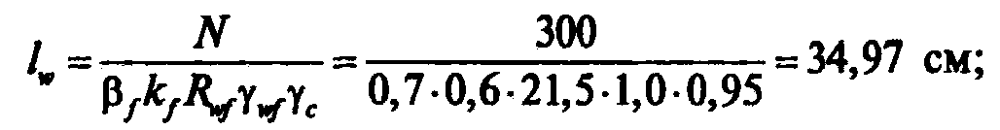 l_w = N / (β_f k_f R_wf γ_wf γ_c) = 300 / (0,7·0,6·21,5·1,0·0,95) = 34,97 см;